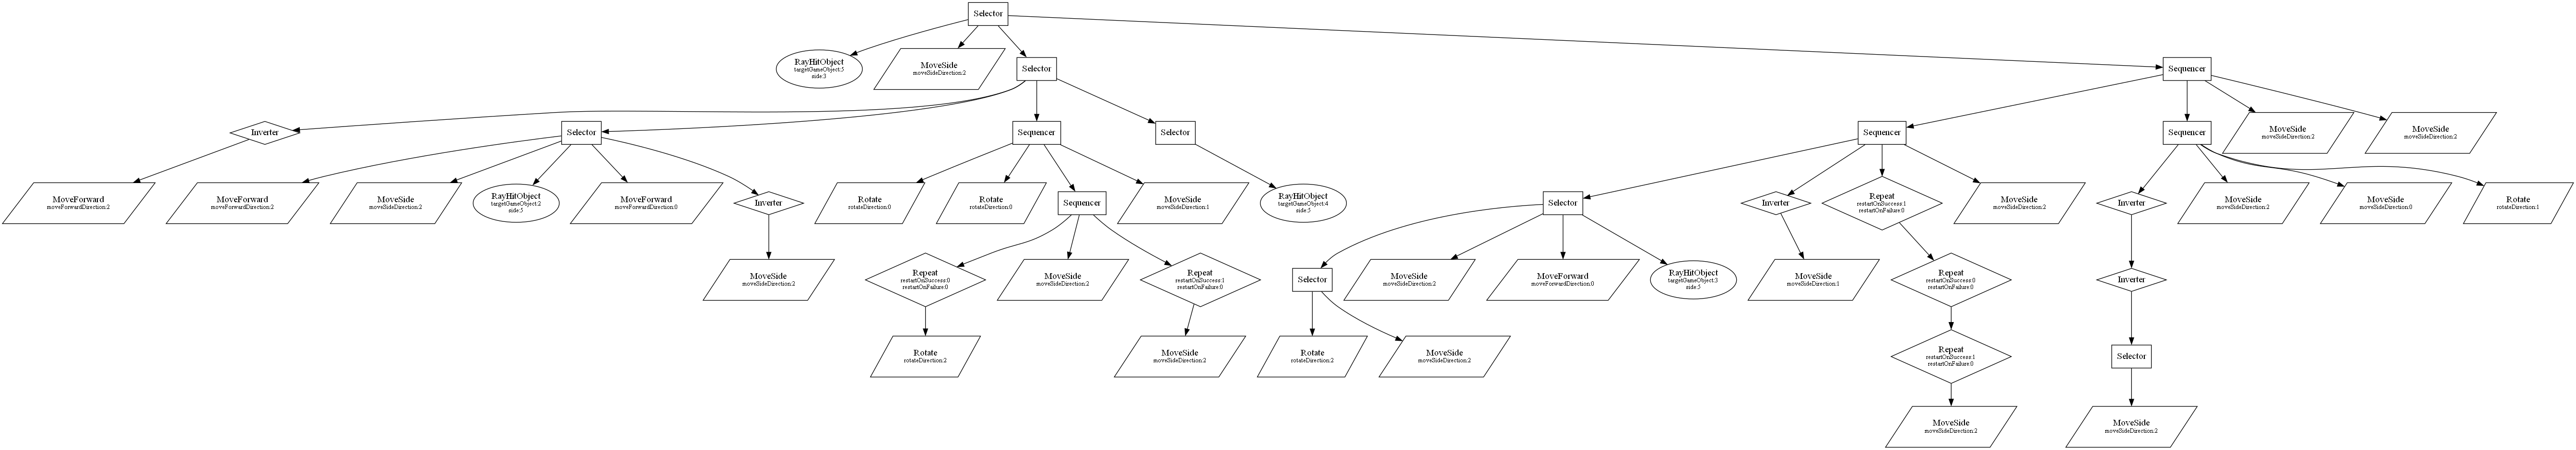 Selector
RayHitObject
targetGameObject:5
side:3
MoveSide
moveSideDirection:2
Selector
Sequencer
Inverter
Selector
Sequencer
Selector
Sequencer
Sequencer
MoveSide
moveSideDirection:2
MoveSide
moveSideDirection:2
MoveForward
moveForwardDirection:2
MoveForward
moveForwardDirection:2
MoveSide
moveSideDirection:2
RayHitObject
targetGameObject:2
side:5
MoveForward
moveForwardDirection:0
Inverter
Rotate
rotateDirection:0
Rotate
rotateDirection:0
Sequencer
MoveSide
moveSideDirection:1
RayHitObject
targetGameObject:4
side:5
Selector
Inverter
Repeat
restartOnSuccess:1
restartOnFailure:0
MoveSide
moveSideDirection:2
Inverter
MoveSide
moveSideDirection:2
MoveSide
moveSideDirection:0
Rotate
rotateDirection:1
MoveSide
moveSideDirection:2
Repeat
restartOnSuccess:0
restartOnFailure:0
MoveSide
moveSideDirection:2
Repeat
restartOnSuccess:1
restartOnFailure:0
Selector
MoveSide
moveSideDirection:2
MoveForward
moveForwardDirection:0
RayHitObject
targetGameObject:3
side:5
MoveSide
moveSideDirection:1
Repeat
restartOnSuccess:0
restartOnFailure:0
Inverter
Rotate
rotateDirection:2
MoveSide
moveSideDirection:2
Rotate
rotateDirection:2
MoveSide
moveSideDirection:2
Repeat
restartOnSuccess:1
restartOnFailure:0
Selector
MoveSide
moveSideDirection:2
MoveSide
moveSideDirection:2